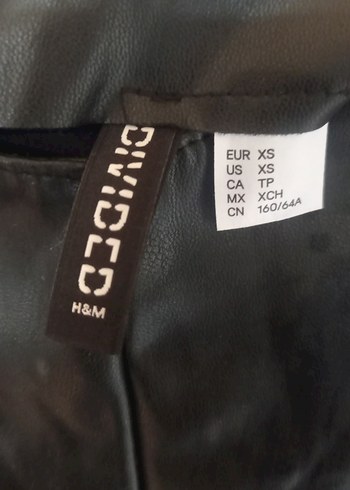 DIVIDED
H&M
EUR XS
US XS
CA TP
MX XCH
CN 160/64A